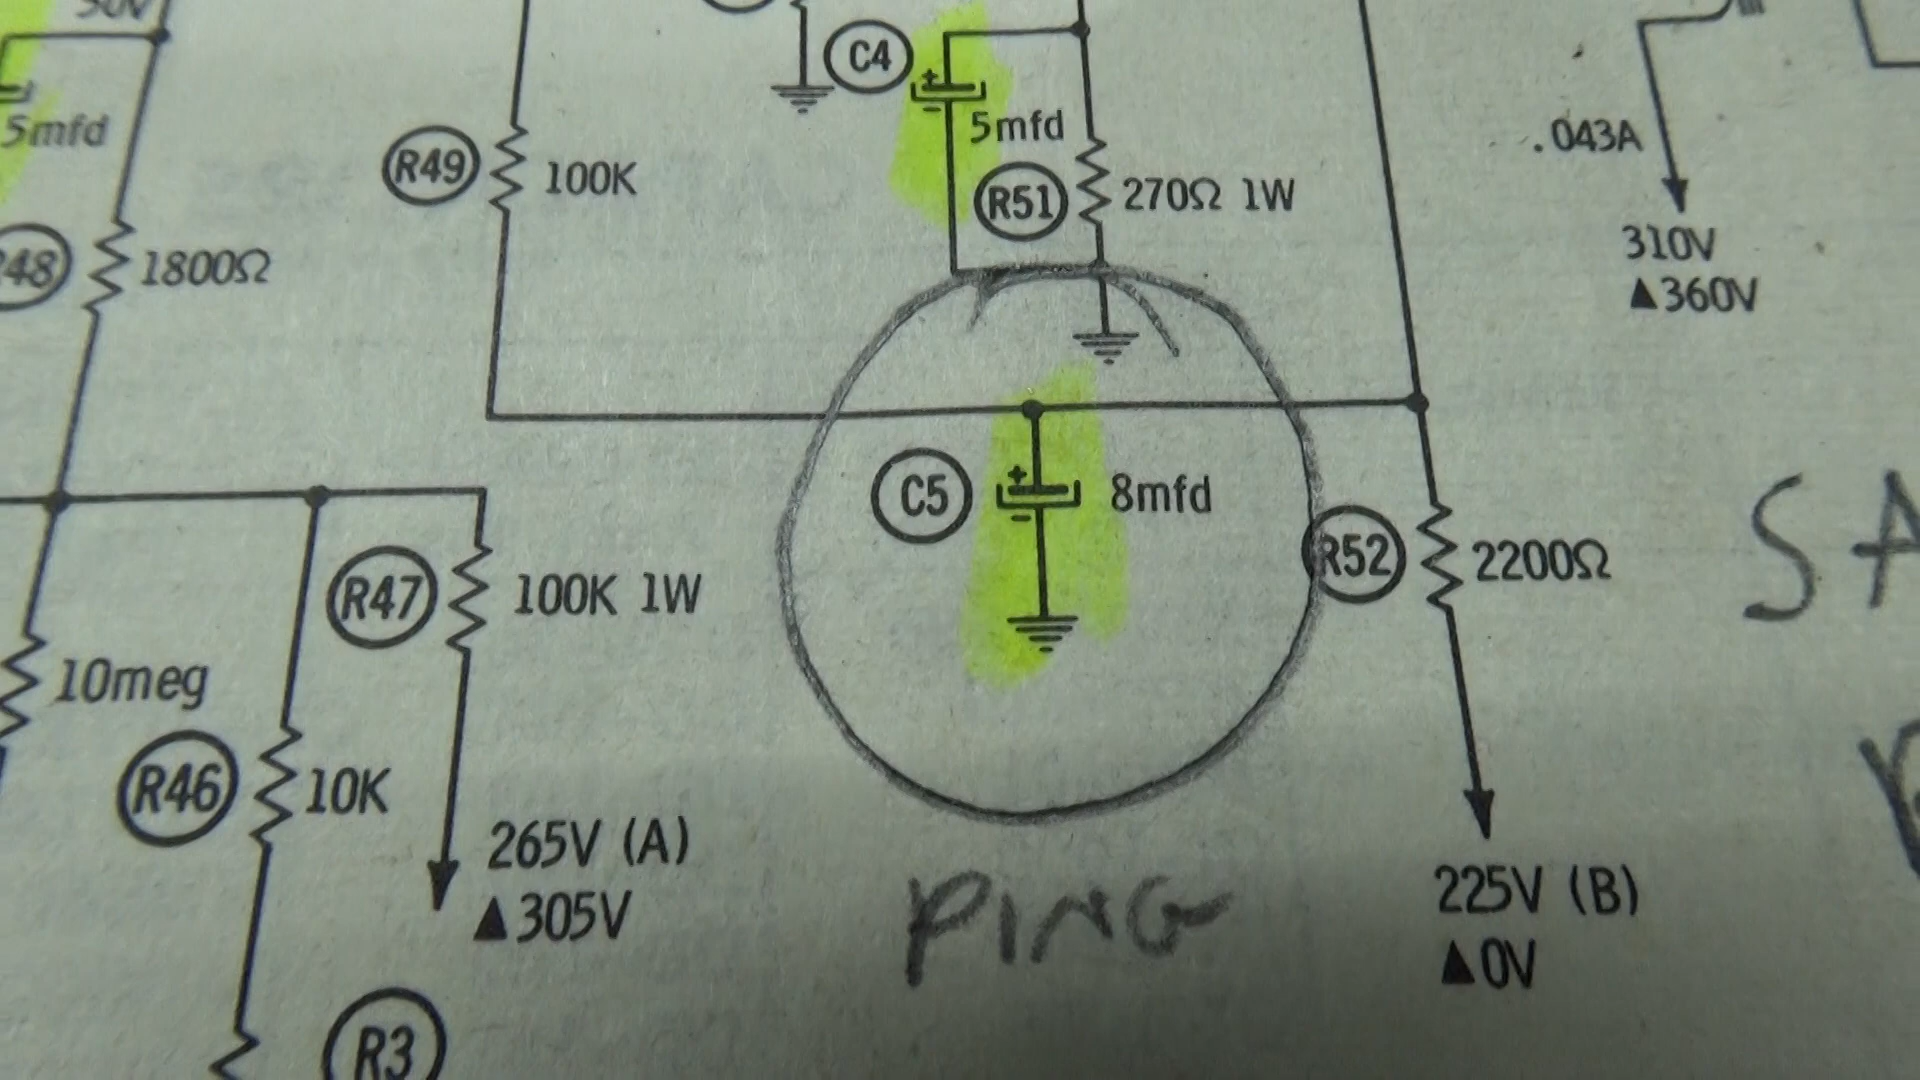 C4
5mfd
5mfd
.043A
R49
100K
R51
270Ω 1W
310V
▲360V
48
1800Ω
C5
8mfd
R52
2200Ω
SA
R47
100K 1W
10meg
R46
10K
265V (A)
▲305V
225V (B)
▲0V
PING
R3